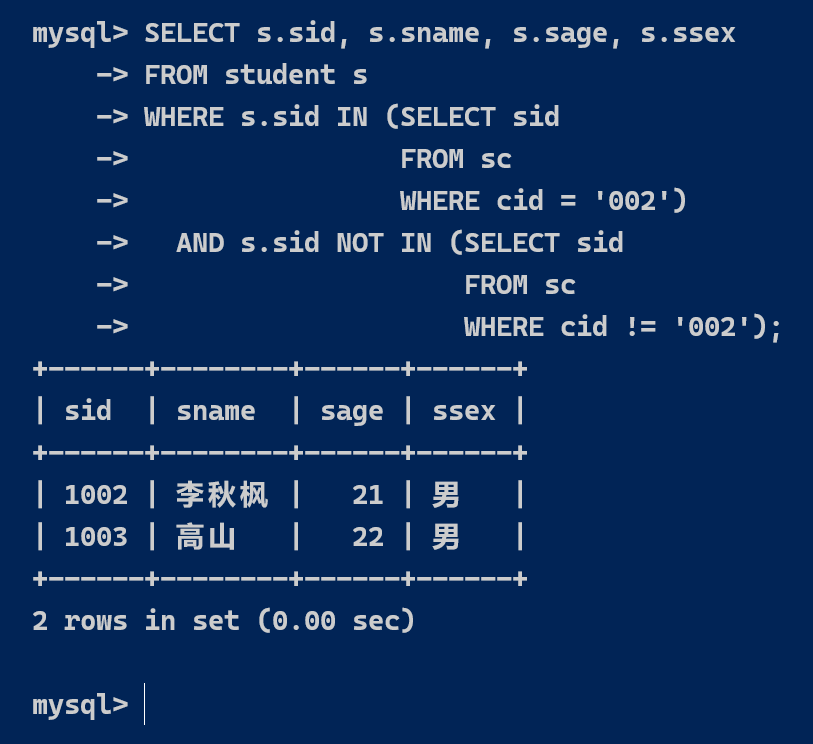 mysql> SELECT s.sid, s.sname, s.sage, s.ssex
    -> FROM student s
    -> WHERE s.sid IN (SELECT sid
    ->                 FROM sc
    ->                 WHERE cid = '002')
    ->   AND s.sid NOT IN (SELECT sid
    ->                     FROM sc
    ->                     WHERE cid != '002');
+------+--------+------+------+
| sid  | sname  | sage | ssex |
+------+--------+------+------+
| 1002 | 李秋枫 |   21 | 男   |
| 1003 | 高山   |   22 | 男   |
+------+--------+------+------+
2 rows in set (0.00 sec)

mysql>